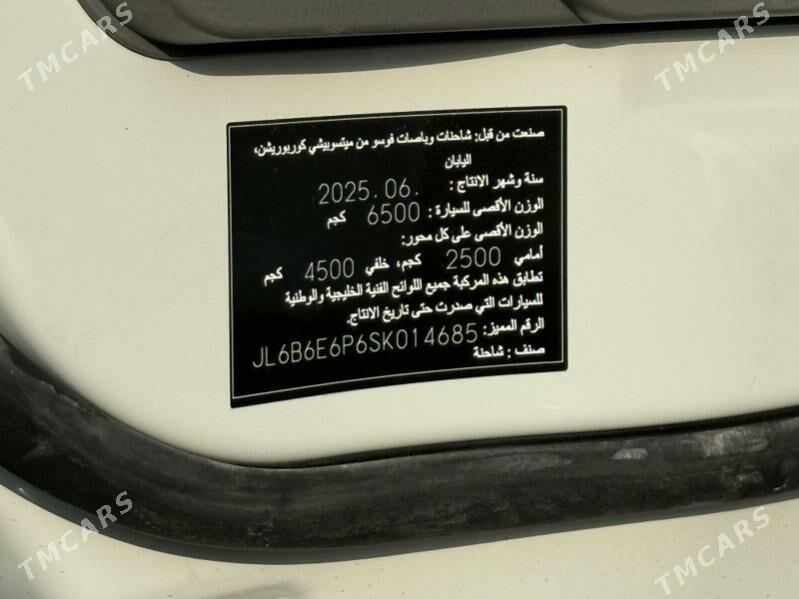 TMCARS
TMCARS
صنعت من قبل: شاحنات وباصات فوسو من ميتسوبيشي كوربوريشن،
اليابان
سنة وشهر الانتاج : 2025.06.
الوزن الأقصى للسيارة : 6500 كجم
الوزن الأقصى على كل محور:
أمامي 2500 كجم، خلفي 4500 كجم
تطابق هذه المركبة جميع اللوائح الفنية الخليجية والوطنية
للسيارات التي صدرت حتى تاريخ الانتاج.
الرقم المميز: JL6B6E6P6SK014685
صنف : شاحنة
TMCARS
TMCARS